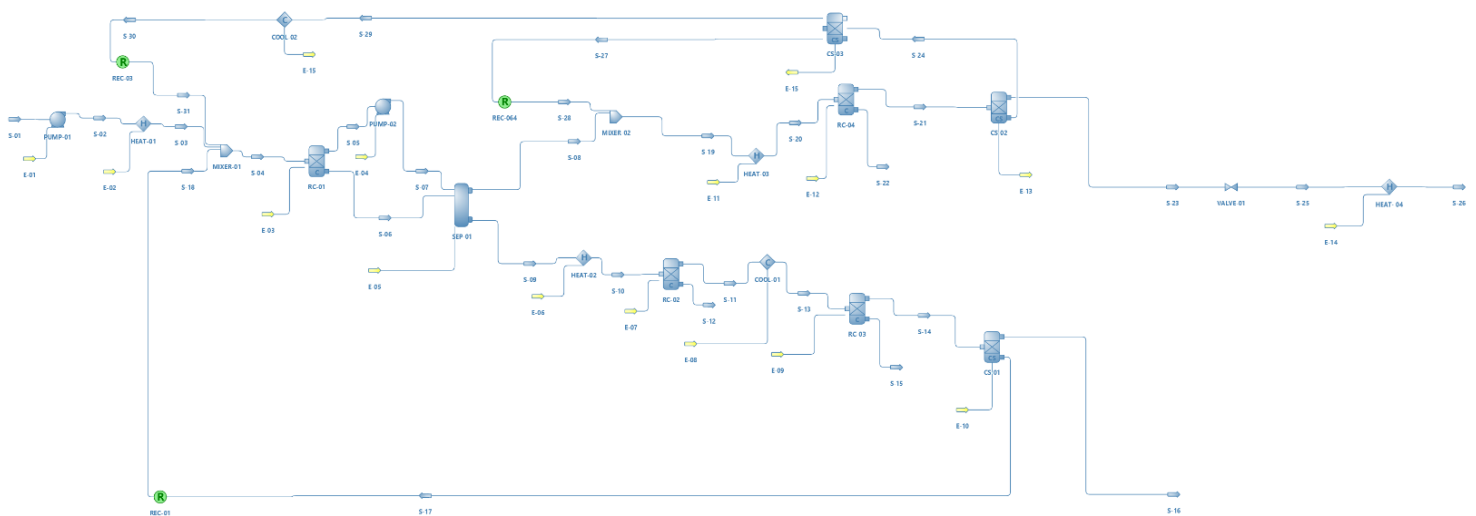 S-30
COOL 02
S-29
R
C
CS
CS-03
S-24
S-27
E-15
REC-03
E-15
S-31
R
REC-064
S-28
MIXER 02
C
RC-04
S-21
CS
CS 02
S-01
PUMP-01
S-02
H
HEAT-01
S 03
MIXER-01
S-04
C
RC-01
S 05
PUMP-02
S-07
S-08
S 19
H
HEAT 03
S-20
E-01
E-02
S-18
E 03
E 04
S-06
SEP 01
E 11
E-12
S-22
E 13
S-23
VALVE 01
S-25
H
HEAT- 04
S-26
E-14
E 05
S-09
H
HEAT-02
S-10
C
RC-02
S-11
C
COOL-01
S-13
C
RC 03
S-14
CS
CS 01
E-06
E-07
S-12
E-08
E-09
S-15
E-10
R
REC-01
S-17
S-16